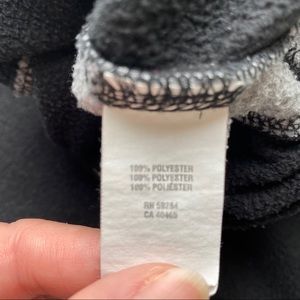 100% POLYESTER
100% POLYESTER
100% POLIÉSTER
RN 59784
CA 40465